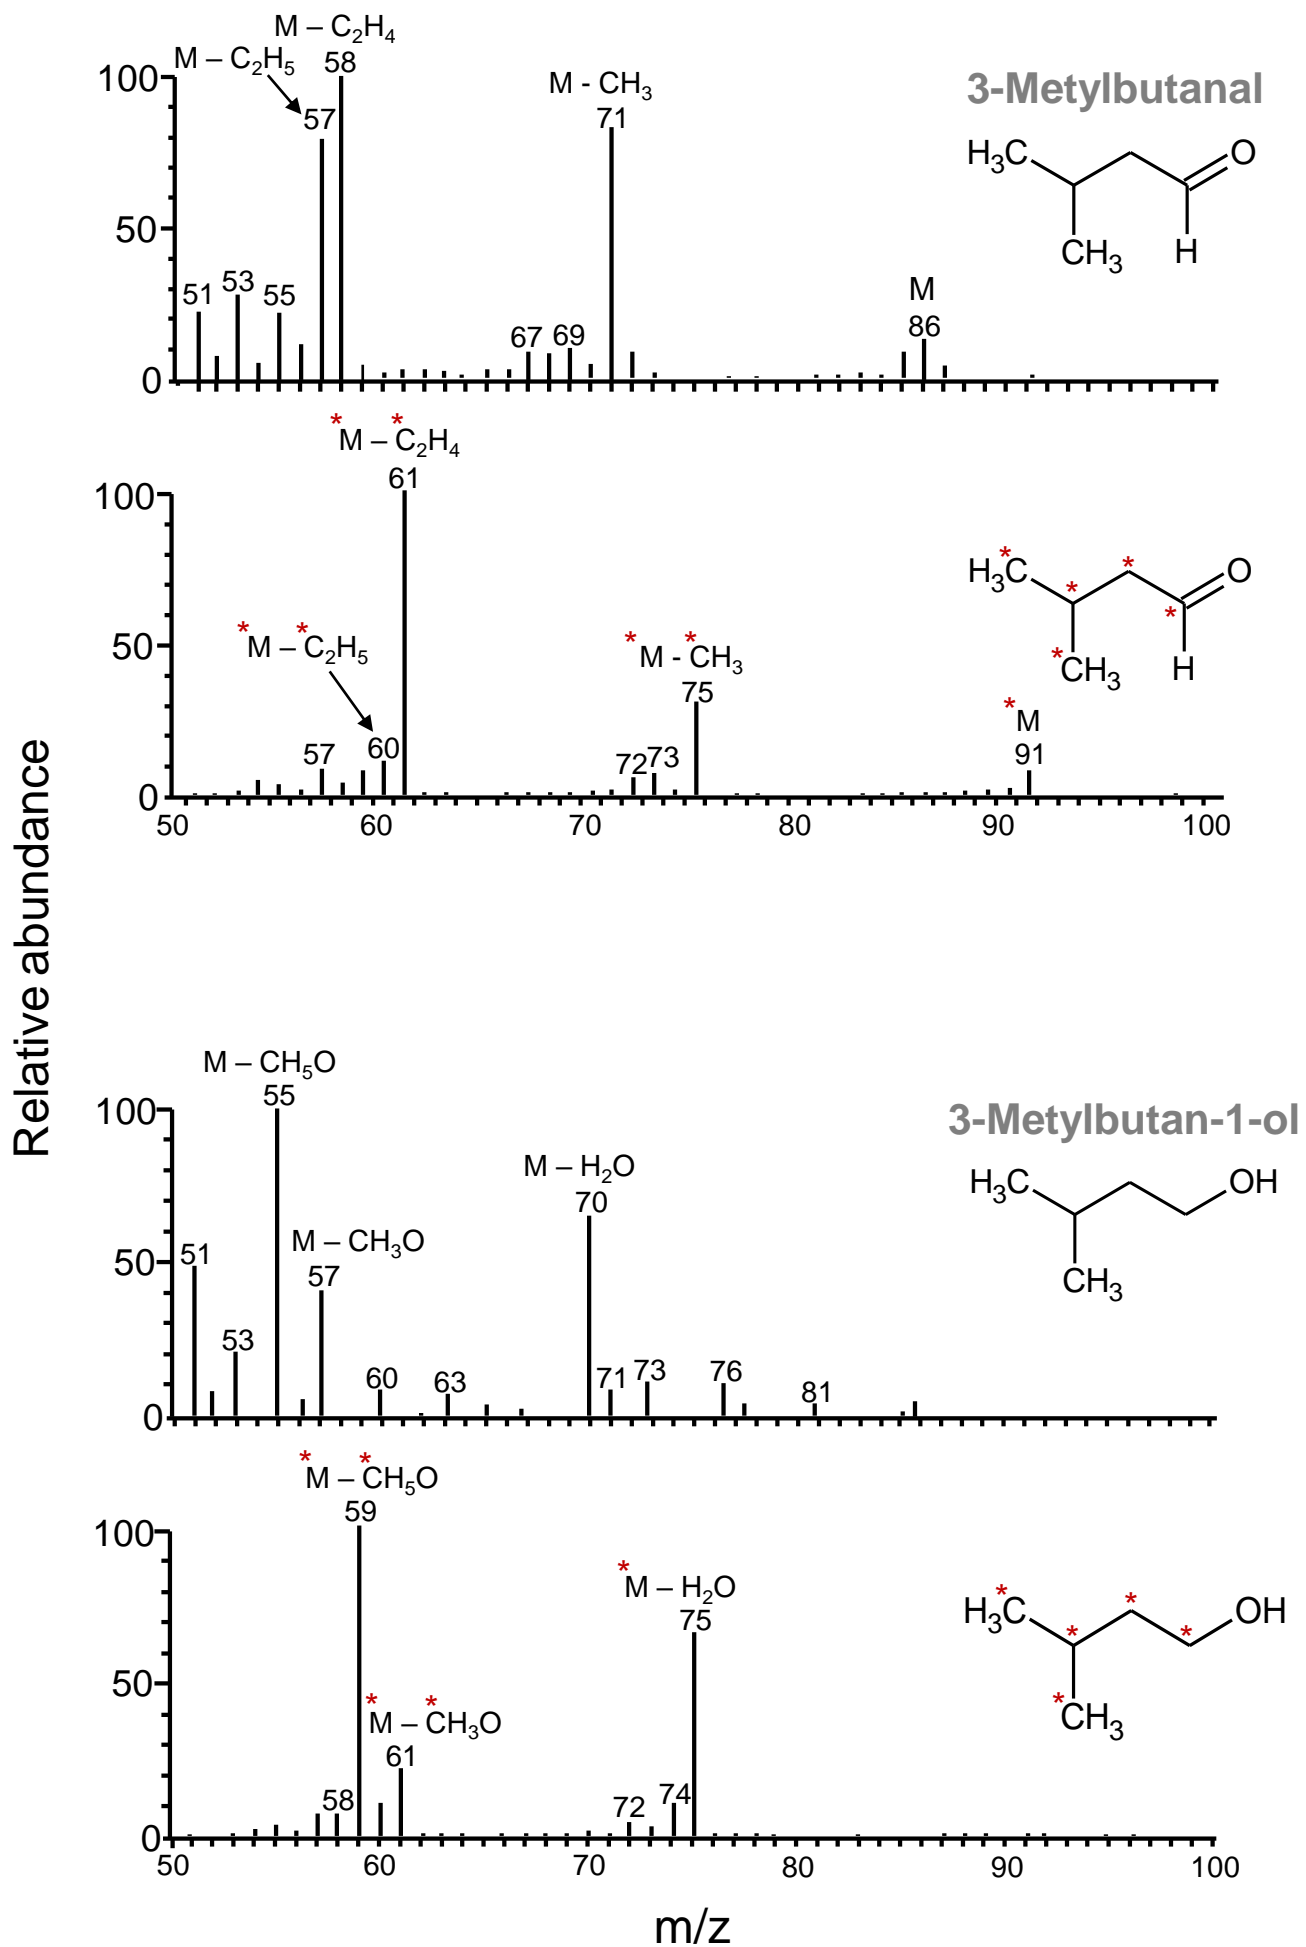 M – C₂H₄
M – C₂H₅ 58
100 M - CH₃ 3-Metylbutanal
57 71
H₃C O
50
CH₃ H
51 53 55 M
67 69 86
0
* *
M – C₂H₄
61
100
* * *
H₃C O
* * * * *
M – C₂H₅ M - CH₃
50 * CH₃ H
75 *
M
57 60 72 73 91
0
50 60 70 80 90 100
Relative abundance
M – CH₅O
55
100 3-Metylbutan-1-ol
M – H₂O
70 H₃C OH
M – CH₃O
51 57
50 CH₃
53
60 63 71 73 76 81
0
* *
M – CH₅O
59
100
* *
M – H₂O H₃C * * * OH
75
50
* * *
M – CH₃O CH₃
61
58 72 74
0
50 60 70 80 90 100
m/z